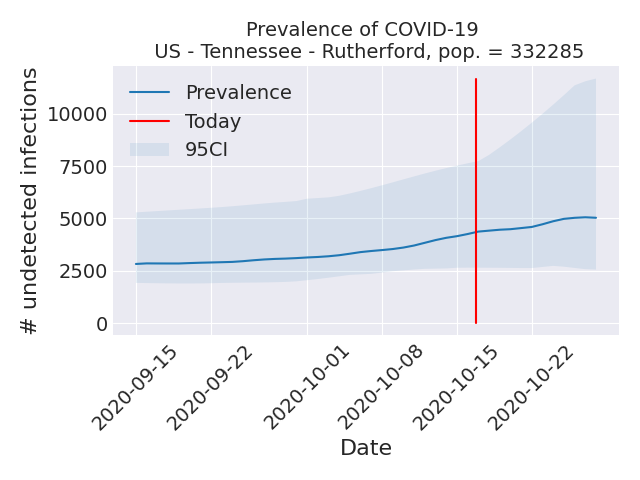 Prevalence of COVID-19
US - Tennessee - Rutherford, pop. = 332285
# undetected infections
10000
7500
5000
2500
0
Prevalence
Today
95CI
2020-09-15
2020-09-22
2020-10-01
2020-10-08
2020-10-15
2020-10-22
Date